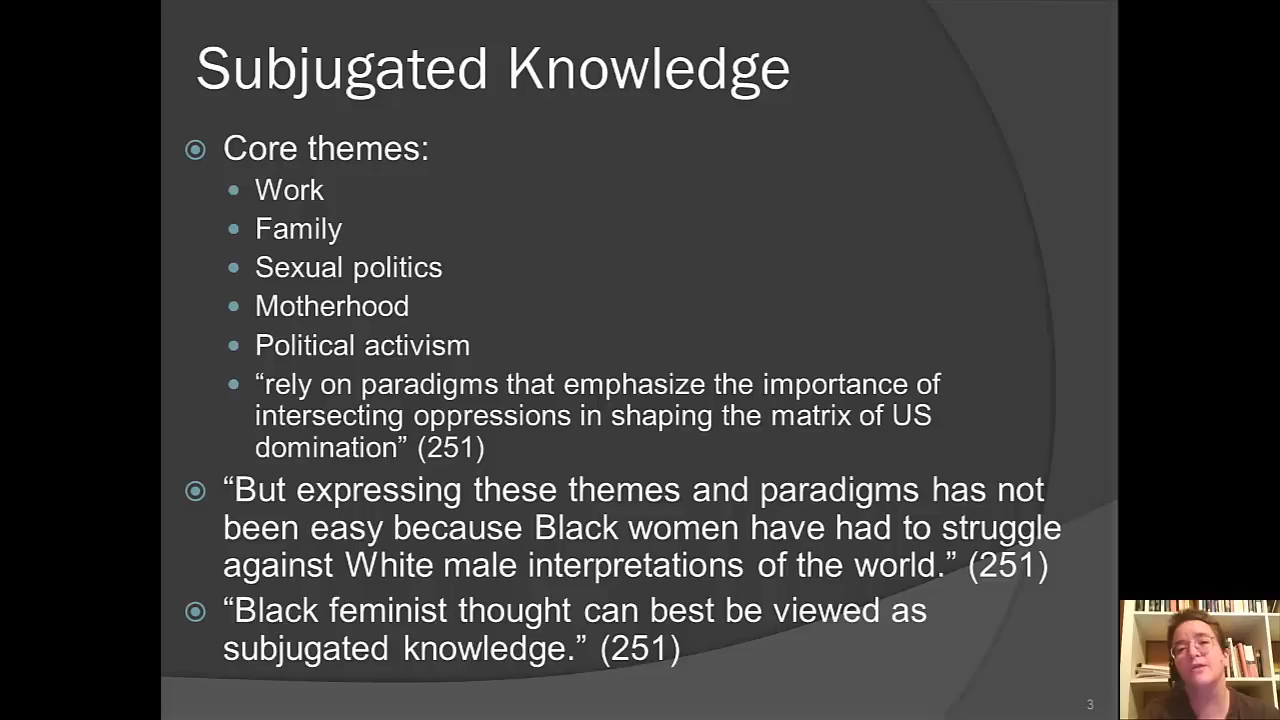 Subjugated Knowledge
Core themes:
Work
Family
Sexual politics
Motherhood
Political activism
“rely on paradigms that emphasize the importance of
intersecting oppressions in shaping the matrix of US
domination” (251)
“But expressing these themes and paradigms has not
been easy because Black women have had to struggle
against White male interpretations of the world.” (251)
“Black feminist thought can best be viewed as
subjugated knowledge.” (251)
3